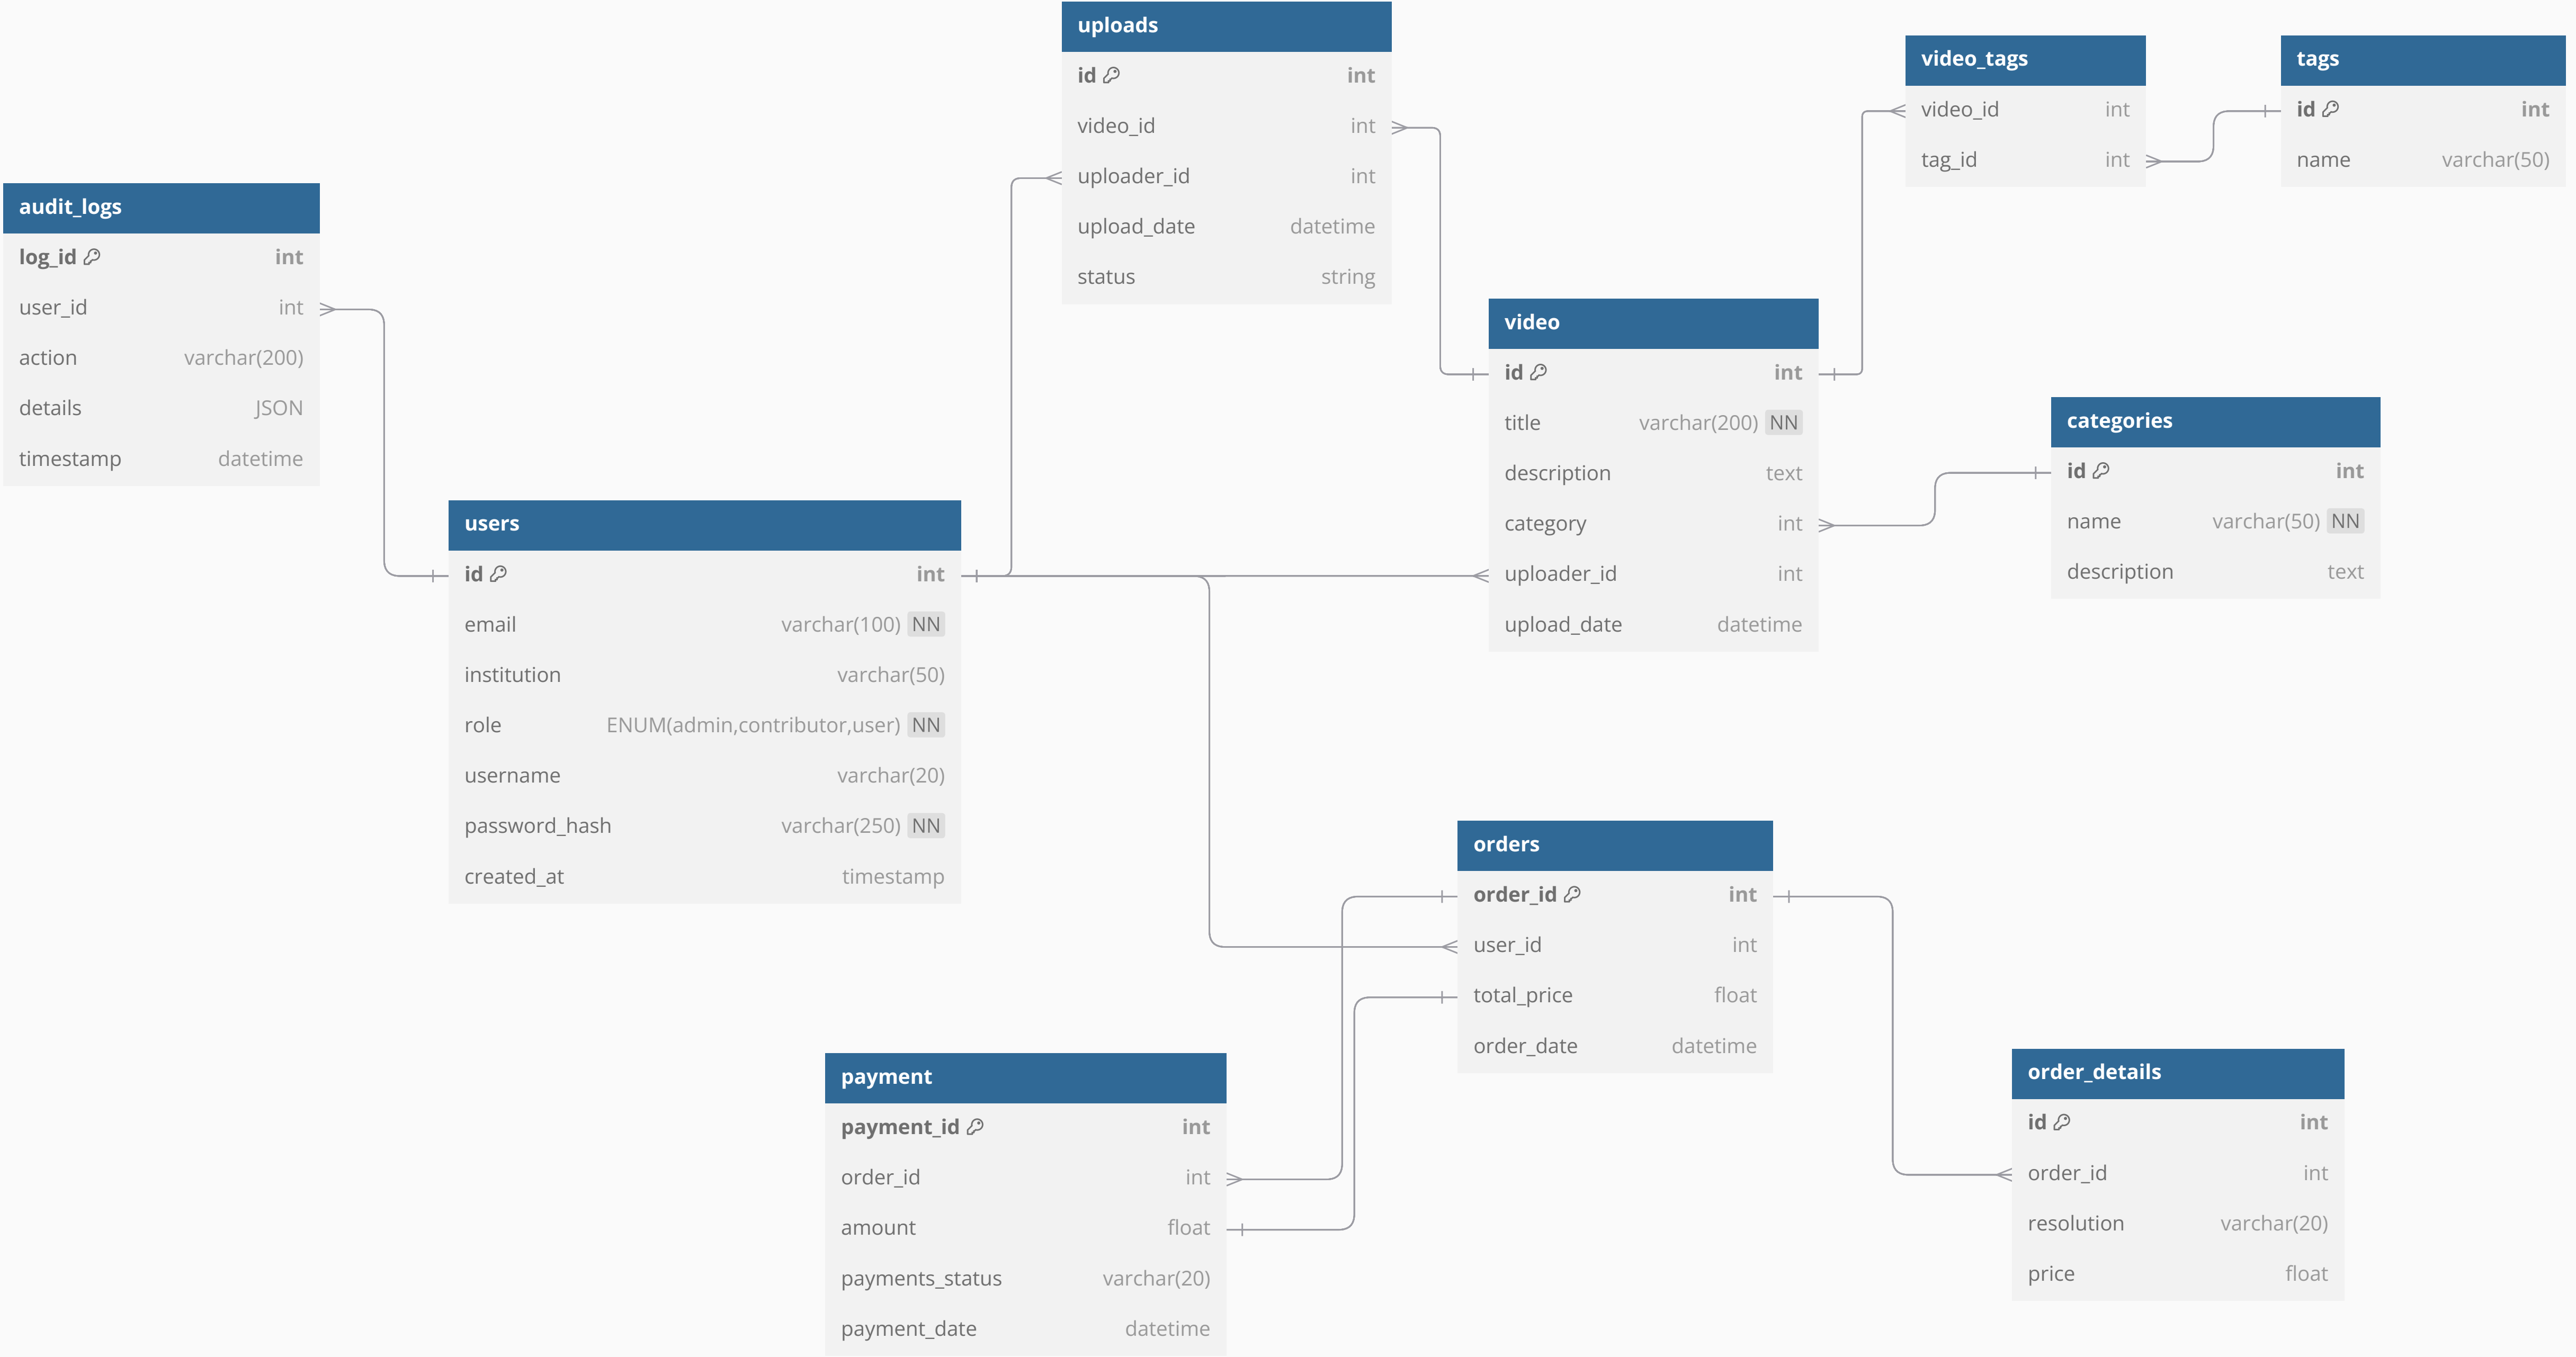 uploads
id int
video_id int
uploader_id int
upload_date datetime
status string
video_tags
video_id int
tag_id int
tags
id int
name varchar(50)
audit_logs
log_id int
user_id int
action varchar(200)
details JSON
timestamp datetime
video
id int
title varchar(200) NN
description text
category int
uploader_id int
upload_date datetime
categories
id int
name varchar(50) NN
description text
users
id int
email varchar(100) NN
institution varchar(50)
role ENUM(admin,contributor,user) NN
username varchar(20)
password_hash varchar(250) NN
created_at timestamp
orders
order_id int
user_id int
total_price float
order_date datetime
payment
payment_id int
order_id int
amount float
payments_status varchar(20)
payment_date datetime
order_details
id int
order_id int
resolution varchar(20)
price float